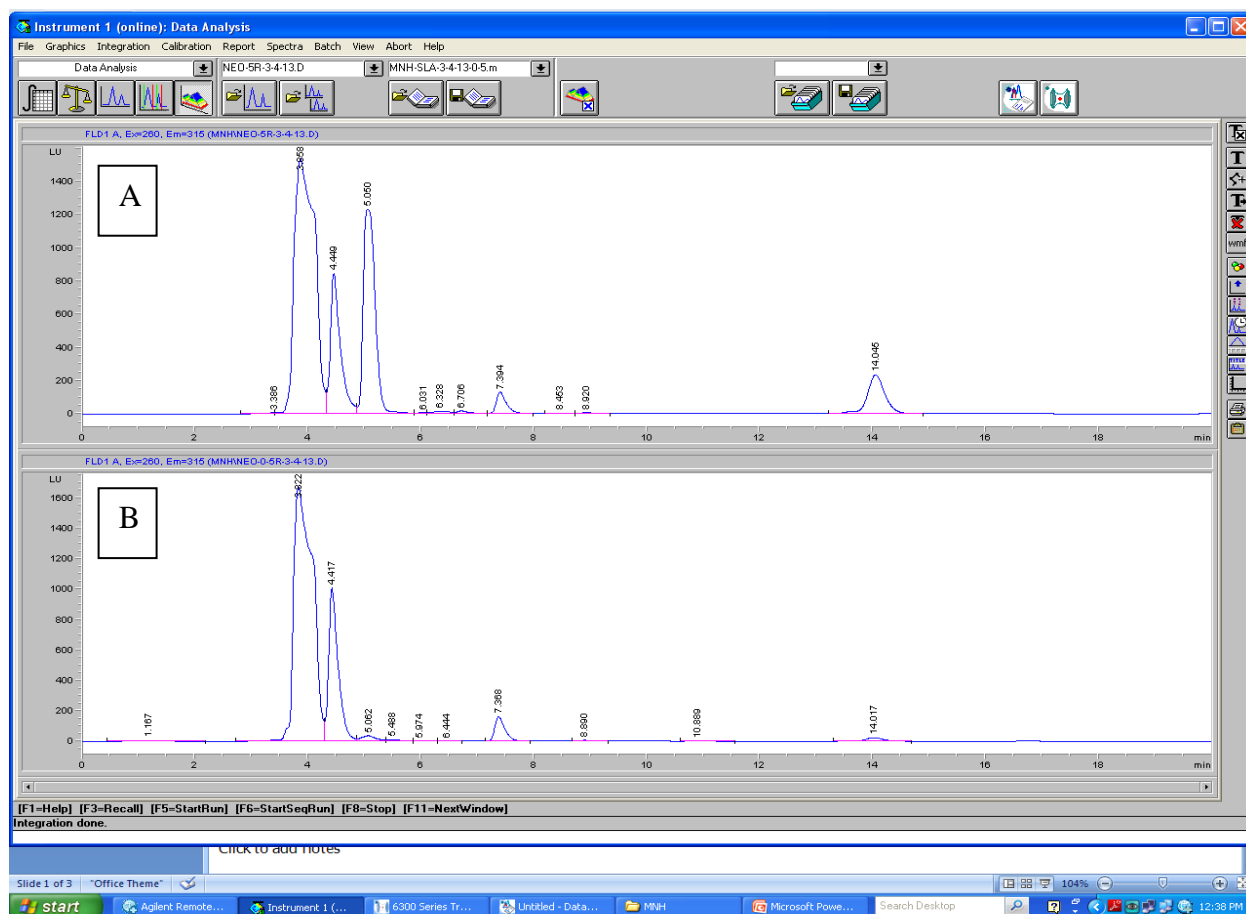 Instrument 1 (online): Data Analysis
File Graphics Integration Calibration Report Spectra Batch View Abort Help
Data Analysis NEO-5R-3-4-13.D MNH-SLA-3-4-13-0-5.m
FLD1 A, Ex=260, Em=315 (MNH\NEO-5R-3-4-13.D)
LU
A
1400
1200
1000
800
600
400
200
0
3.386
3.858
4.449
5.050
6.031
6.328
6.706
7.394
8.453
8.920
14.045
0 2 4 6 8 10 12 14 16 18 min
FLD1 A, Ex=260, Em=315 (MNH\NEO-0-5R-3-4-13.D)
LU
B
1600
1400
1200
1000
800
600
400
200
0
1.167
3.822
4.417
5.062
5.488
5.974
6.444
7.368
8.890
10.889
14.017
0 2 4 6 8 10 12 14 16 18 min
[F1=Help] [F3=Recall] [F5=StartRun] [F6=StartSeqRun] [F8=Stop] [F11=NextWindow]
Integration done.
Click to add notes
Slide 1 of 3 "Office Theme" 104%
start Agilent Remote... Instrument 1 (... 6300 Series Tr... Untitled - Data... MNH Microsoft Powe... Search Desktop 12:38 PM